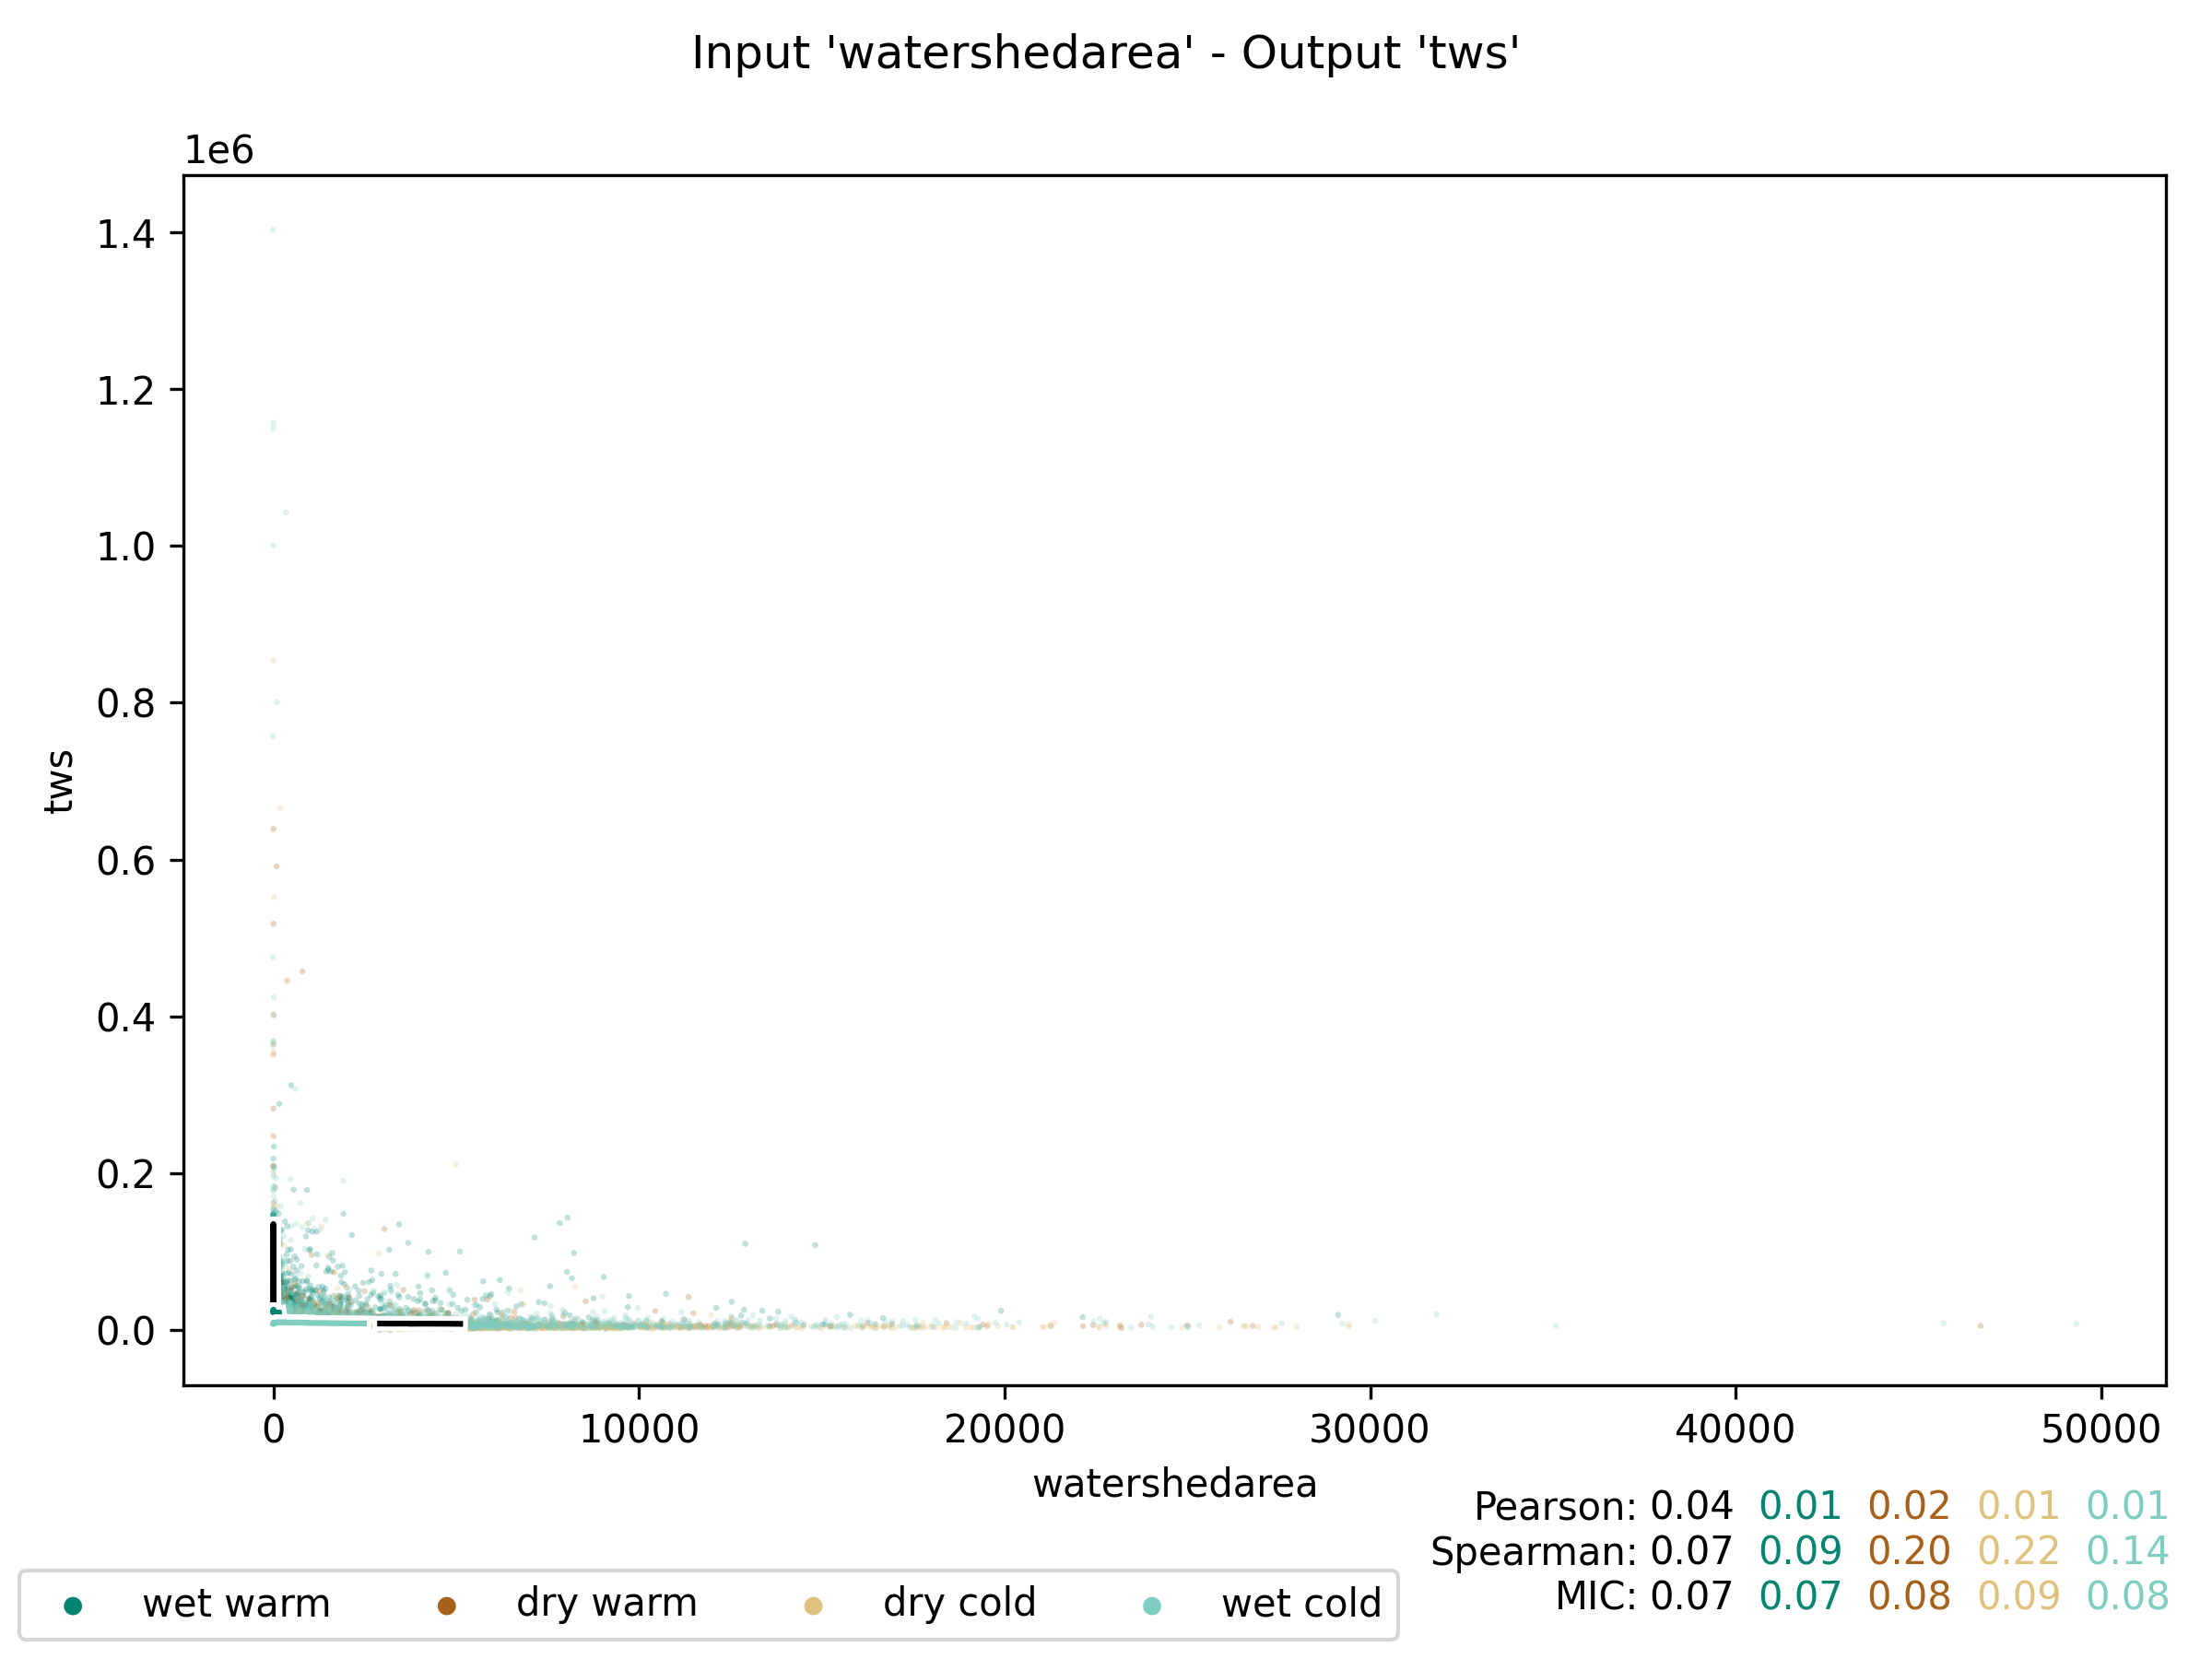 Input 'watershedarea' - Output 'tws'
1e6
1.4
1.2
1.0
0.8
0.6
0.4
0.2
0.0
tws
0 10000 20000 30000 40000 50000
watershedarea
Pearson: 0.04 0.01 0.02 0.01 0.01
Spearman: 0.07 0.09 0.20 0.22 0.14
MIC: 0.07 0.07 0.08 0.09 0.08
wet warm dry warm dry cold wet cold